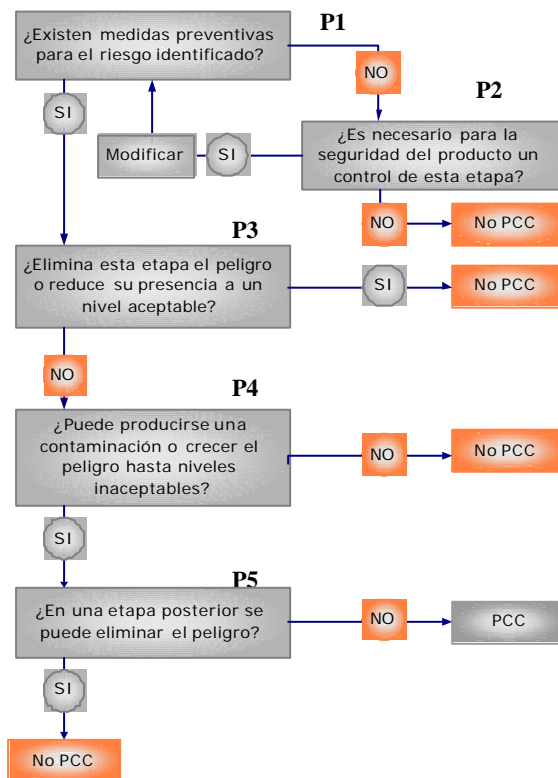 P1
¿Existen medidas preventivas
para el riesgo identificado?
NO
P2
SI
¿Es necesario para la
seguridad del producto un
control de esta etapa?
SI
Modificar
NO
No PCC
P3
¿Elimina esta etapa el peligro
o reduce su presencia a un
nivel aceptable?
SI
No PCC
NO
P4
¿Puede producirse una
contaminación o crecer el
peligro hasta niveles
inaceptables?
NO
No PCC
SI
P5
¿En una etapa posterior se
puede eliminar el peligro?
NO
PCC
SI
No PCC